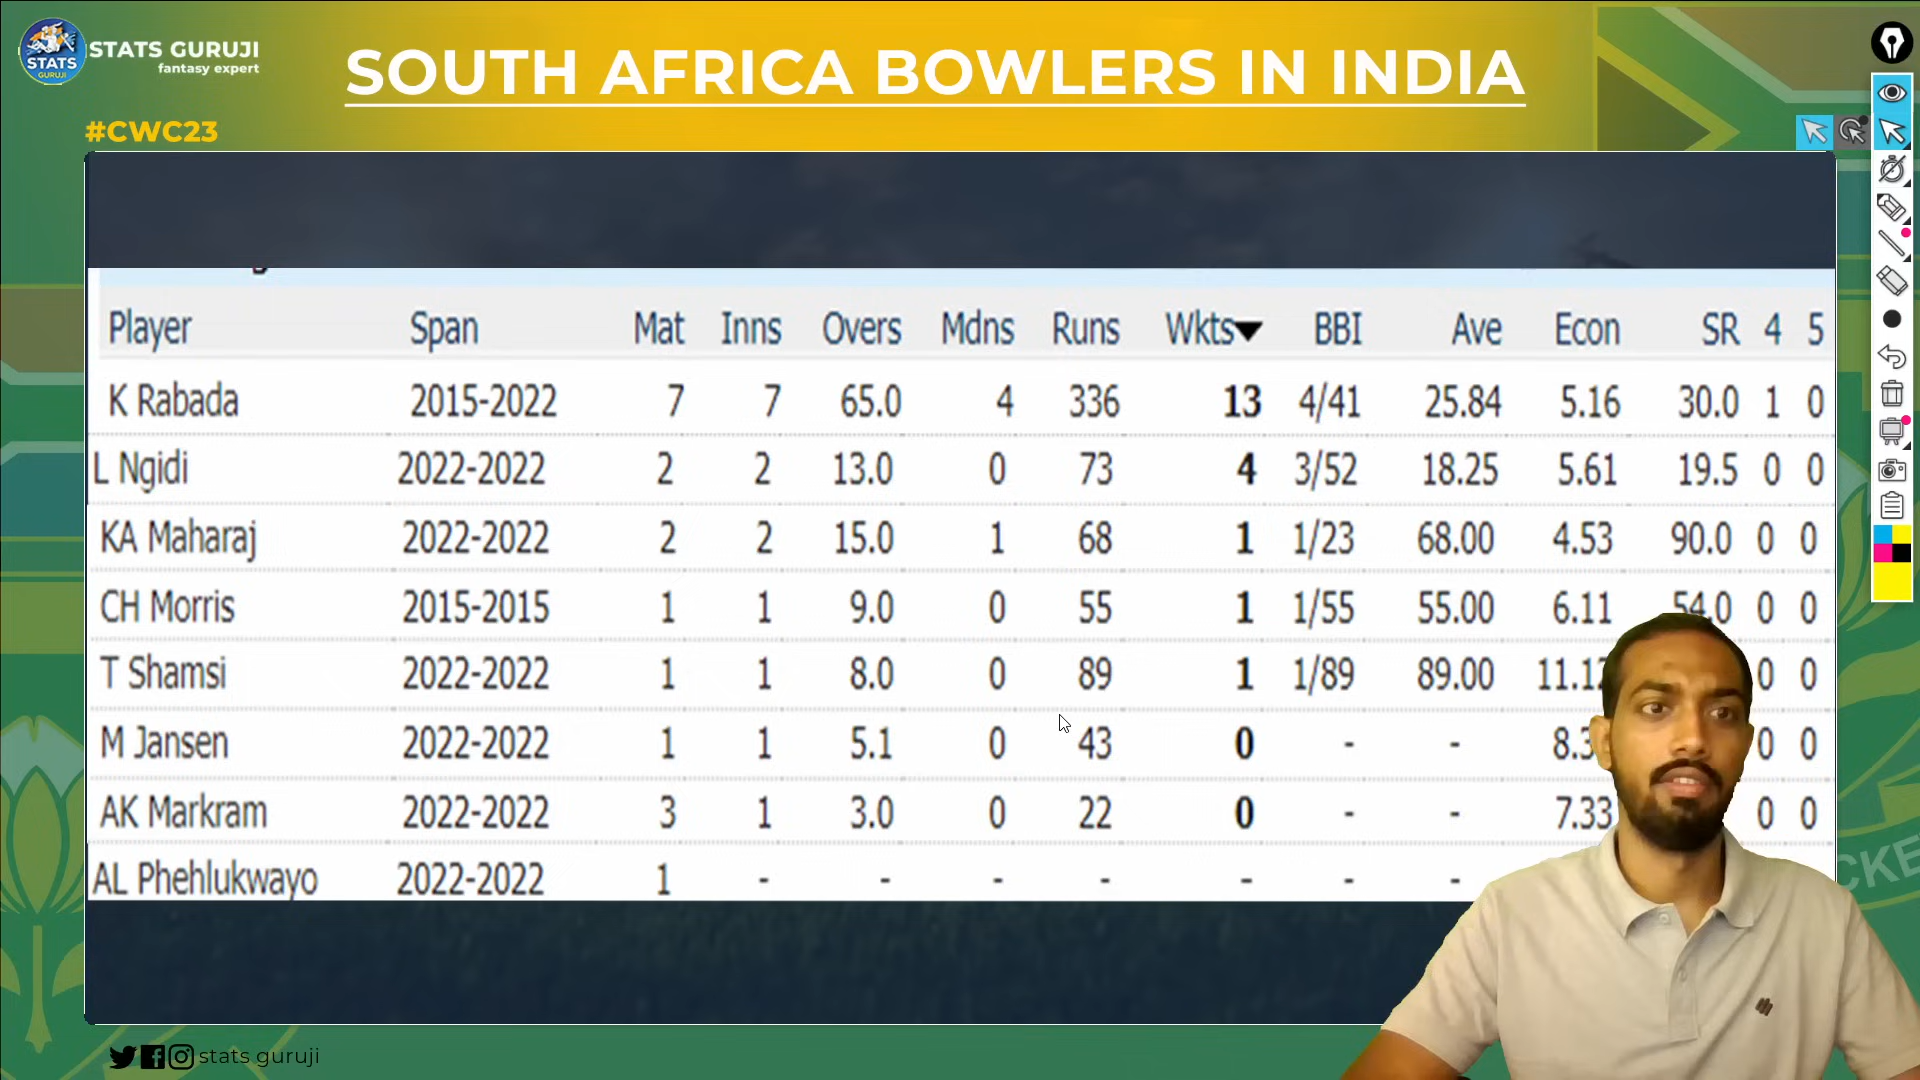 STATS GURUJI
fantasy expert
STATS
GURUJI
SOUTH AFRICA BOWLERS IN INDIA
#CWC23
Player Span Mat Inns Overs Mdns Runs Wkts BBI Ave Econ SR 4 5
K Rabada 2015-2022 7 7 65.0 4 336 13 4/41 25.84 5.16 30.0 1 0
L Ngidi 2022-2022 2 2 13.0 0 73 4 3/52 18.25 5.61 19.5 0 0
KA Maharaj 2022-2022 2 2 15.0 1 68 1 1/23 68.00 4.53 90.0 0 0
CH Morris 2015-2015 1 1 9.0 0 55 1 1/55 55.00 6.11 54.0 0 0
T Shamsi 2022-2022 1 1 8.0 0 89 1 1/89 89.00 0 0
M Jansen 2022-2022 1 1 5.1 0 43 0 - - 0 0
AK Markram 2022-2022 3 1 3.0 0 22 0 - - 7.33 0 0
AL Phehlukwayo 2022-2022 1 - - - - - - -
stats guruji